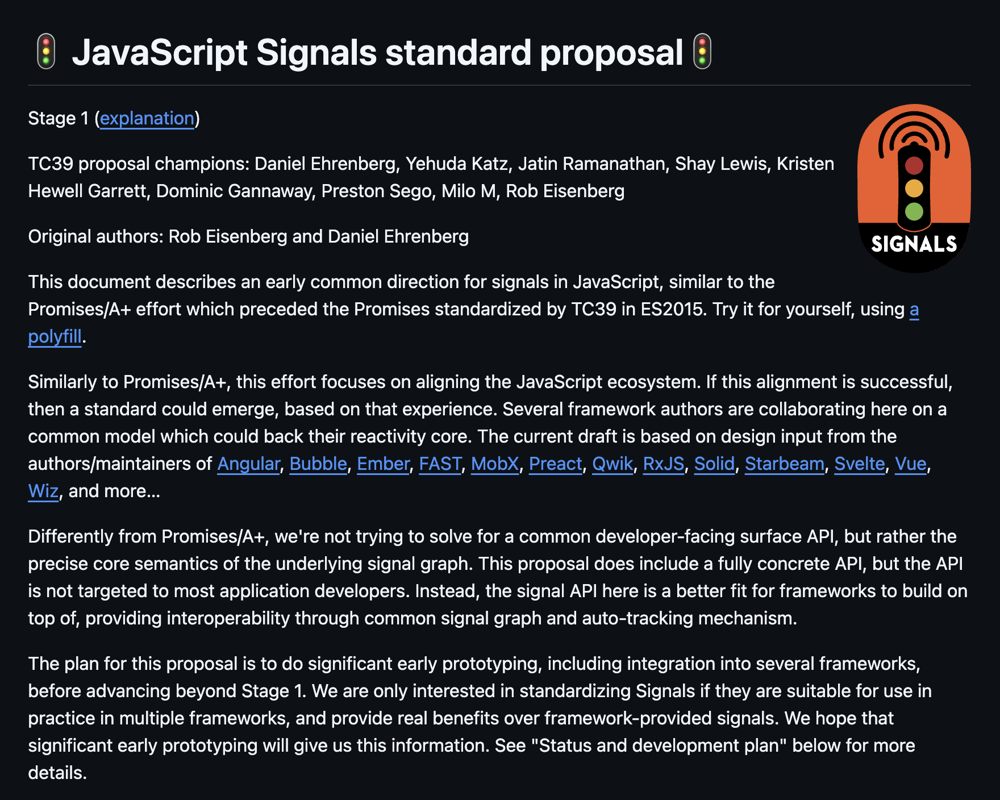 🚦 JavaScript Signals standard proposal🚦
Stage 1 (explanation)
TC39 proposal champions: Daniel Ehrenberg, Yehuda Katz, Jatin Ramanathan, Shay Lewis, Kristen
Hewell Garrett, Dominic Gannaway, Preston Sego, Milo M, Rob Eisenberg
Original authors: Rob Eisenberg and Daniel Ehrenberg
SIGNALS
This document describes an early common direction for signals in JavaScript, similar to the
Promises/A+ effort which preceded the Promises standardized by TC39 in ES2015. Try it for yourself, using a
polyfill.
Similarly to Promises/A+, this effort focuses on aligning the JavaScript ecosystem. If this alignment is successful,
then a standard could emerge, based on that experience. Several framework authors are collaborating here on a
common model which could back their reactivity core. The current draft is based on design input from the
authors/maintainers of Angular, Bubble, Ember, FAST, MobX, Preact, Qwik, RxJS, Solid, Starbeam, Svelte, Vue,
Wiz, and more...
Differently from Promises/A+, we're not trying to solve for a common developer-facing surface API, but rather the
precise core semantics of the underlying signal graph. This proposal does include a fully concrete API, but the API
is not targeted to most application developers. Instead, the signal API here is a better fit for frameworks to build on
top of, providing interoperability through common signal graph and auto-tracking mechanism.
The plan for this proposal is to do significant early prototyping, including integration into several frameworks,
before advancing beyond Stage 1. We are only interested in standardizing Signals if they are suitable for use in
practice in multiple frameworks, and provide real benefits over framework-provided signals. We hope that
significant early prototyping will give us this information. See "Status and development plan" below for more
details.